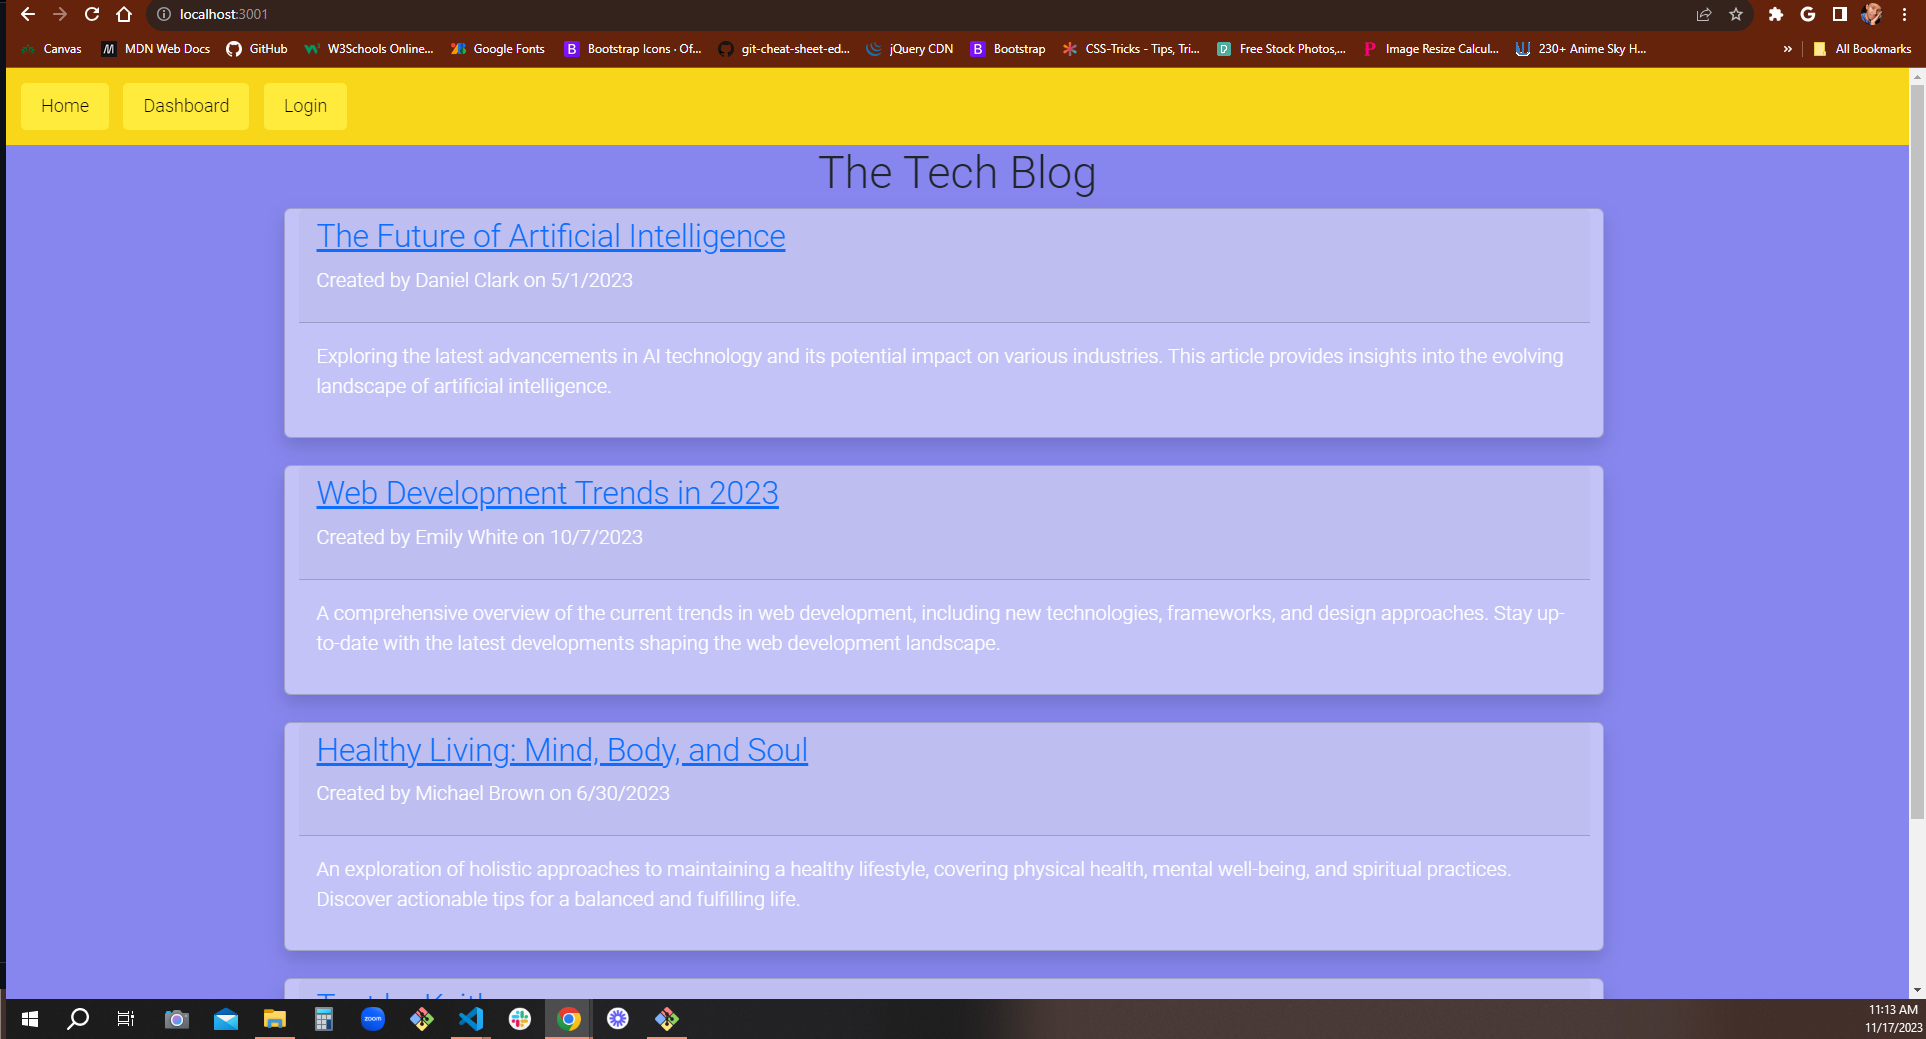 localhost:3001
Canvas
MDN Web Docs
GitHub
W3Schools Online...
Google Fonts
Bootstrap Icons · Of...
git-cheat-sheet-ed...
jQuery CDN
Bootstrap
CSS-Tricks - Tips, Tri...
Free Stock Photos,...
Image Resize Calcul...
230+ Anime Sky H...
»
All Bookmarks
Home
Dashboard
Login
The Tech Blog
The Future of Artificial Intelligence
Created by Daniel Clark on 5/1/2023
Exploring the latest advancements in AI technology and its potential impact on various industries. This article provides insights into the evolving
landscape of artificial intelligence.
Web Development Trends in 2023
Created by Emily White on 10/7/2023
A comprehensive overview of the current trends in web development, including new technologies, frameworks, and design approaches. Stay up-
to-date with the latest developments shaping the web development landscape.
Healthy Living: Mind, Body, and Soul
Created by Michael Brown on 6/30/2023
An exploration of holistic approaches to maintaining a healthy lifestyle, covering physical health, mental well-being, and spiritual practices.
Discover actionable tips for a balanced and fulfilling life.
zoom
11:13 AM
11/17/2023